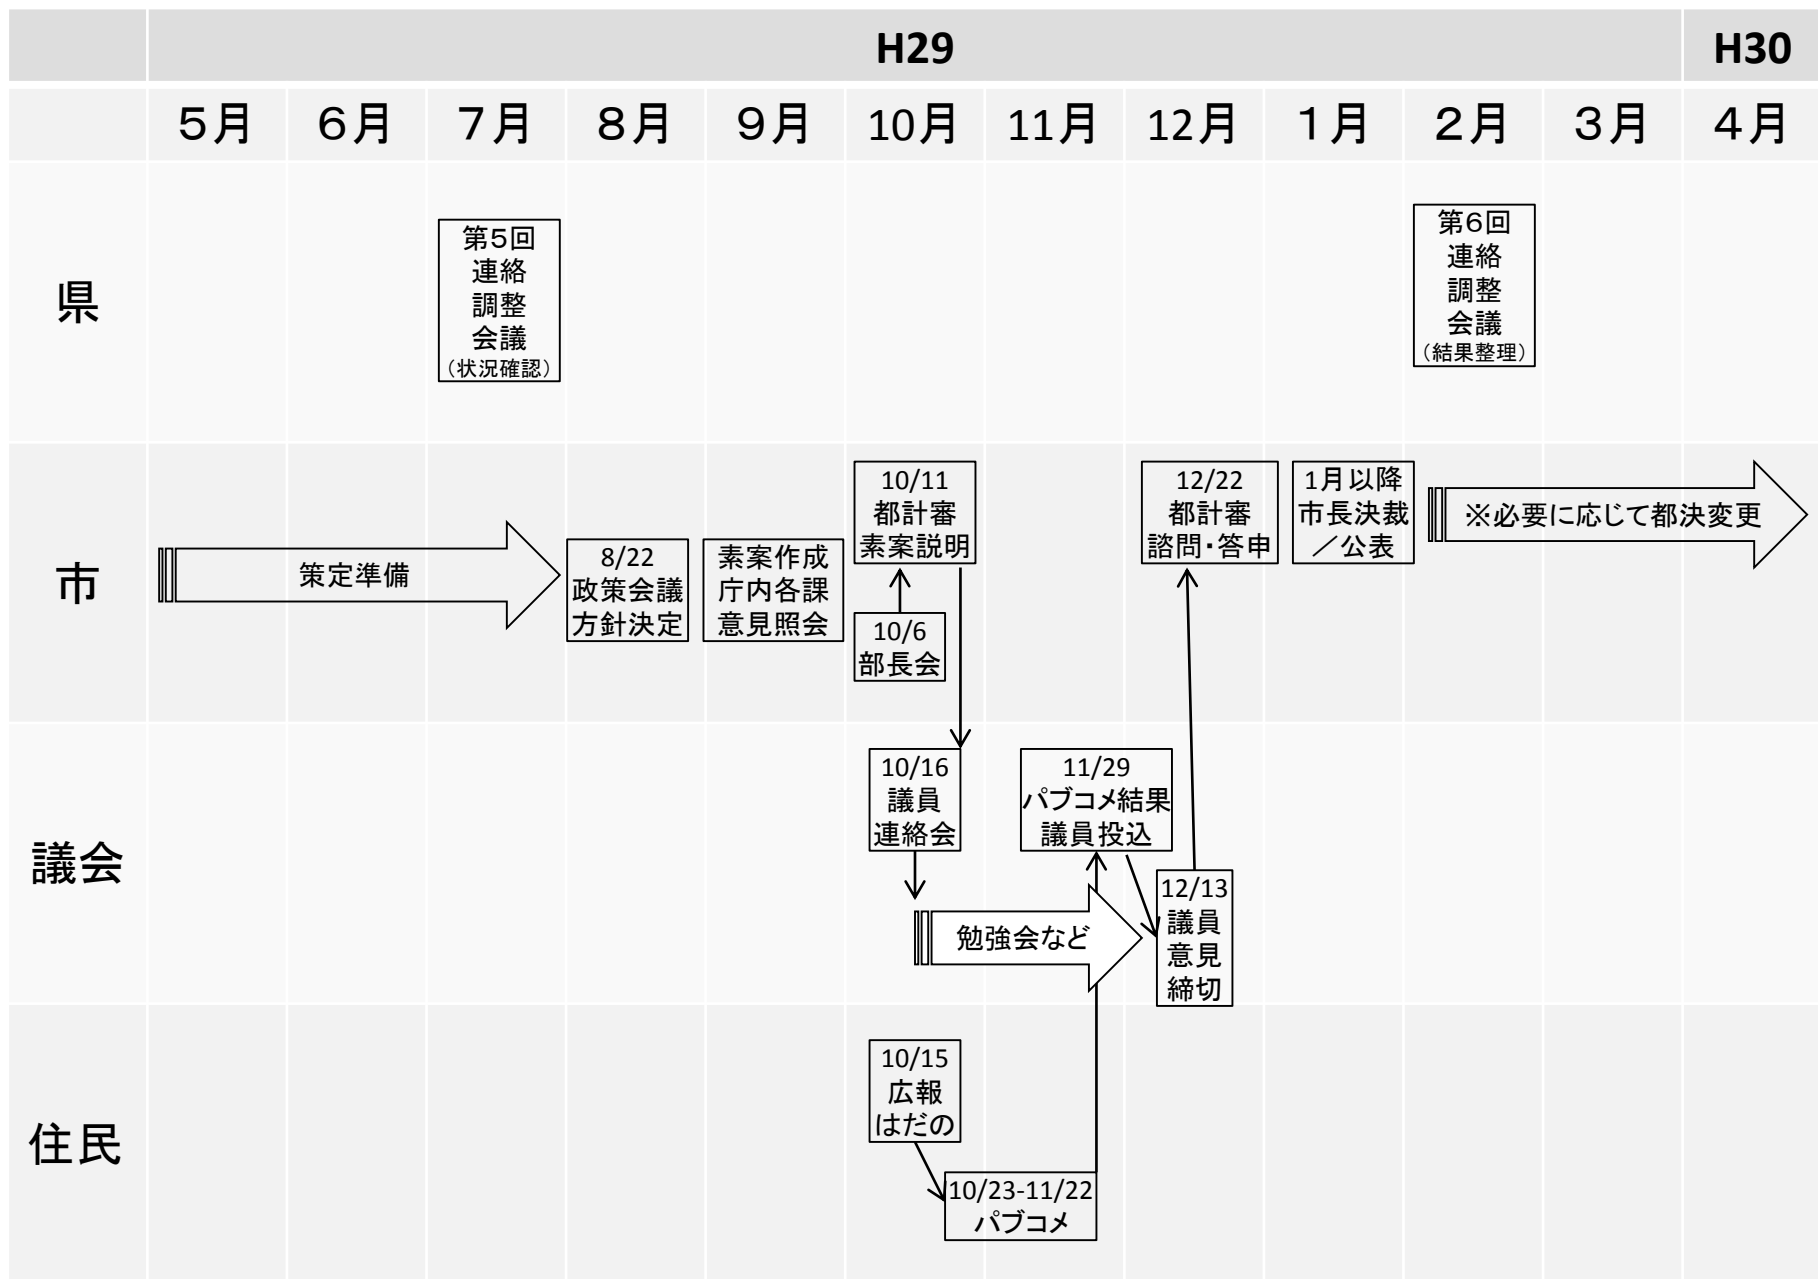 H29
H30
5月
6月
7月
8月
9月
10月
11月
12月
1月
2月
3月
4月
県
第5回
連絡
調整
会議
（状況確認）
第6回
連絡
調整
会議
（結果整理）
市
策定準備
8/22
政策会議
方針決定
素案作成
庁内各課
意見照会
10/11
都計審
素案説明
10/6
部長会
12/22
都計審
諮問・答申
1月以降
市長決裁
／公表
※必要に応じて都決変更
議会
10/16
議員
連絡会
11/29
パブコメ結果
議員投込
勉強会など
12/13
議員
意見
締切
住民
10/15
広報
はだの
10/23-11/22
パブコメ